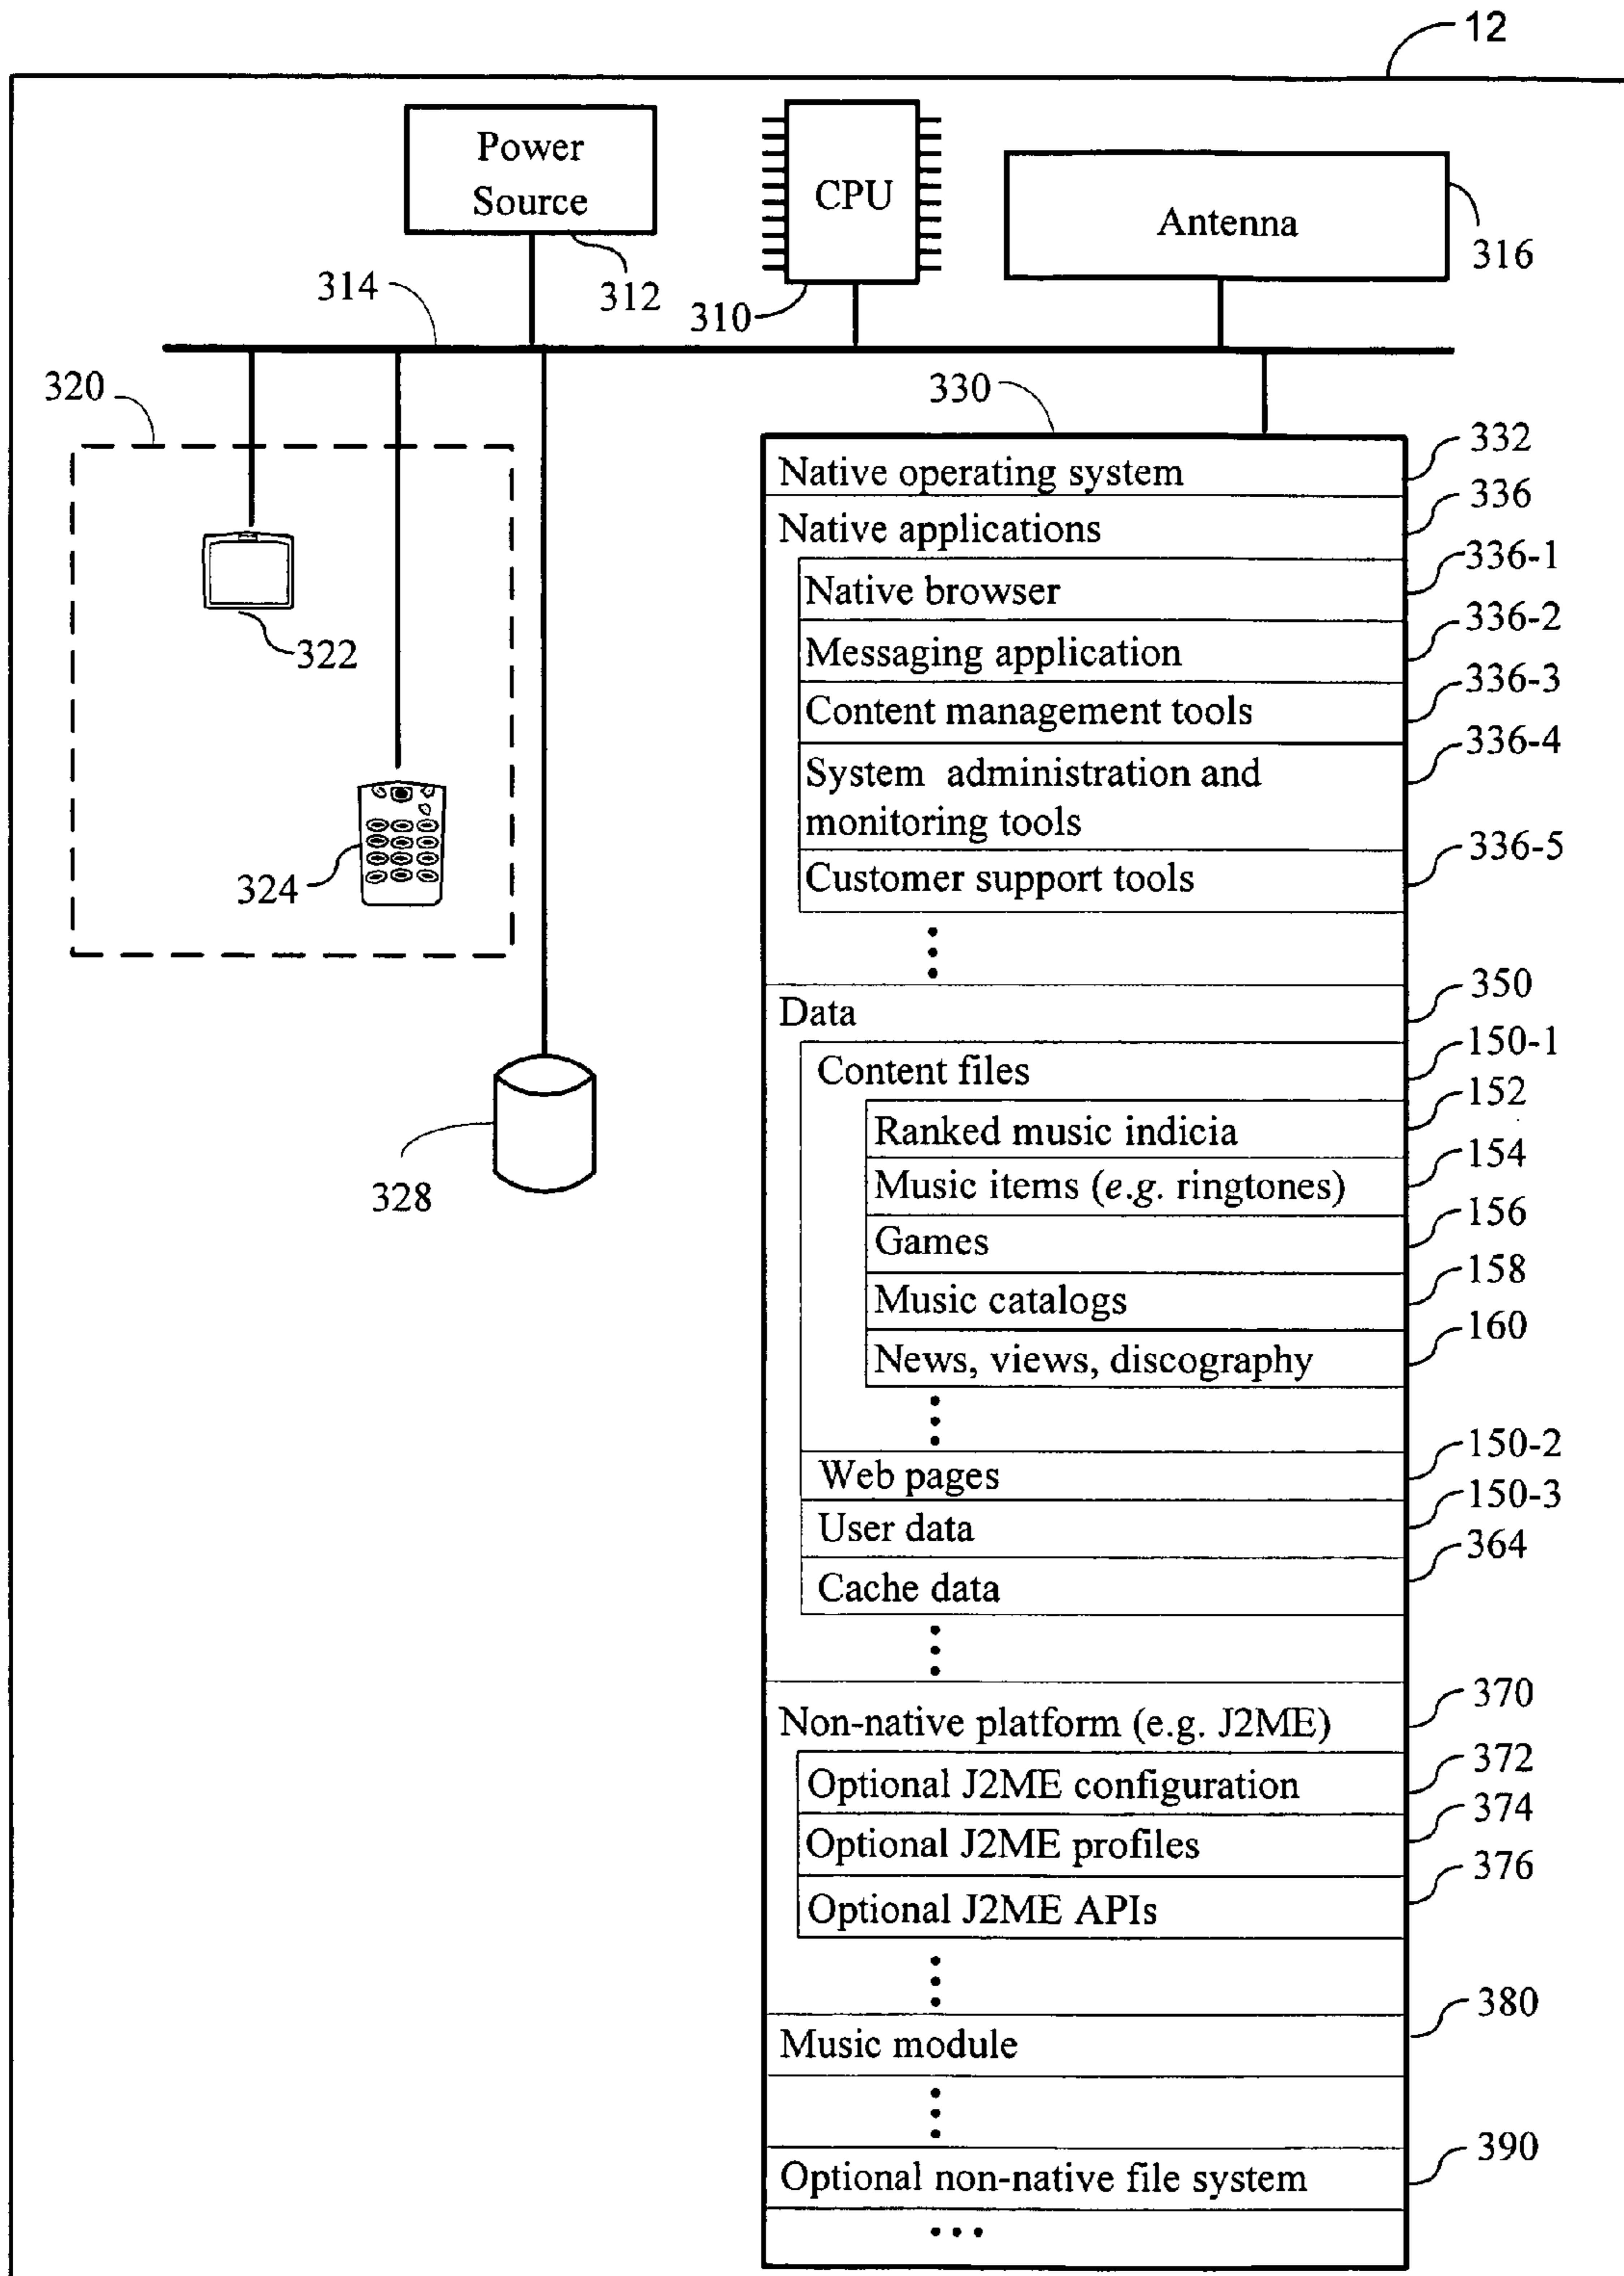 12
Power
Source
CPU
Antenna
316
312
314
310
320
330
332
Native operating system
336
Native applications
336-1
Native browser
336-2
Messaging application
322
336-3
Content management tools
336-4
System administration and
monitoring tools
336-5
Customer support tools
324
350
Data
150-1
Content files
152
Ranked music indicia
154
Music items (e.g. ringtones)
328
156
Games
158
Music catalogs
160
News, views, discography
150-2
Web pages
150-3
User data
364
Cache data
370
Non-native platform (e.g. J2ME)
372
Optional J2ME configuration
374
Optional J2ME profiles
376
Optional J2ME APIs
380
Music module
390
Optional non-native file system